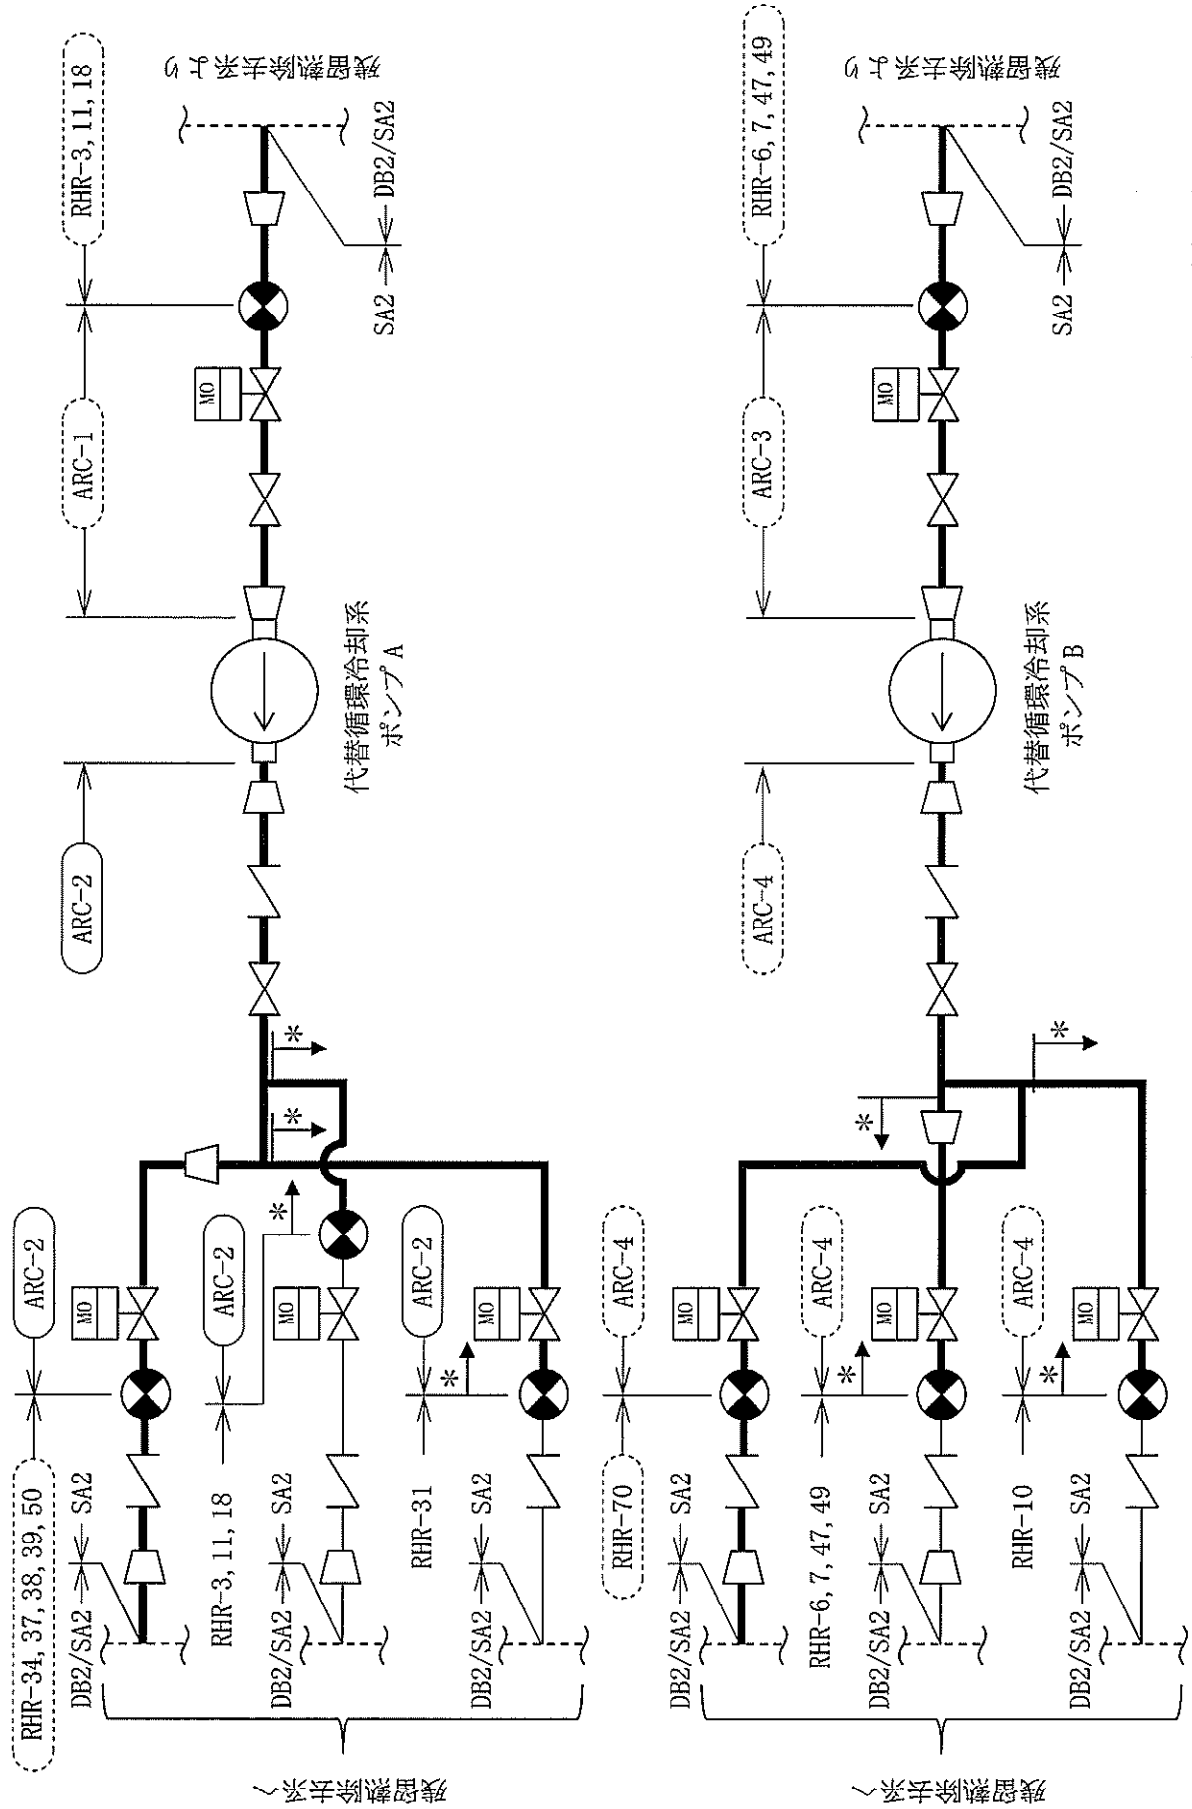 RHR-34, 37, 38, 39, 50
ARC-2
DB2/SA2
SA2
MO
RHR-3, 11, 18
ARC-2
*
DB2/SA2
SA2
MO
RHR-31
ARC-2
*
DB2/SA2
SA2
MO
*
*
残留熱除去系へ
ARC-2
代替循環冷却系
ポンプA
ARC-1
MO
RHR-3, 11, 18
SA2
DB2/SA2
残留熱除去系より
RHR-70
ARC-4
DB2/SA2
SA2
MO
RHR-6, 7, 47, 49
ARC-4
*
DB2/SA2
SA2
MO
RHR-10
ARC-4
*
DB2/SA2
SA2
MO
*
*
残留熱除去系へ
ARC-4
代替循環冷却系
ポンプB
ARC-3
MO
RHR-6, 7, 47, 49
SA2
DB2/SA2
残留熱除去系より